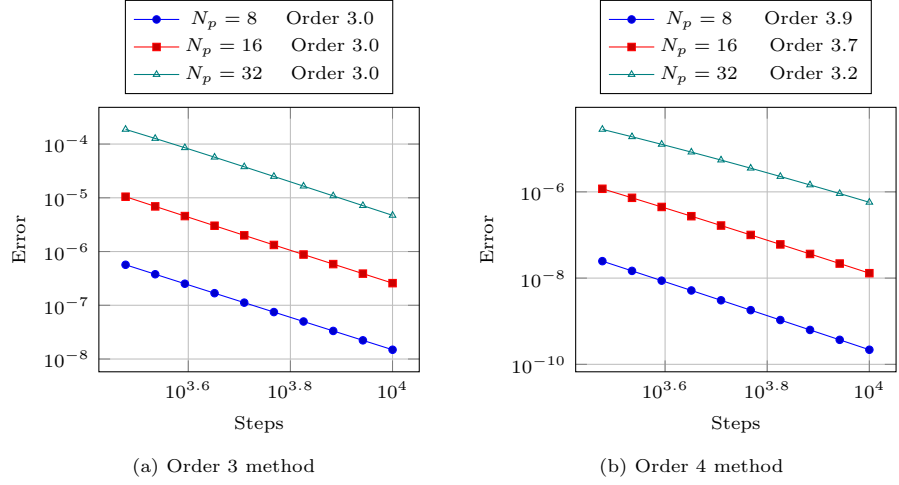 N_p = 8 Order 3.0
N_p = 16 Order 3.0
N_p = 32 Order 3.0
10^{-4}
10^{-5}
10^{-6}
10^{-7}
10^{-8}
Error
10^{3.6} 10^{3.8} 10^4
Steps
(a) Order 3 method
N_p = 8 Order 3.9
N_p = 16 Order 3.7
N_p = 32 Order 3.2
10^{-6}
10^{-8}
10^{-10}
Error
10^{3.6} 10^{3.8} 10^4
Steps
(b) Order 4 method